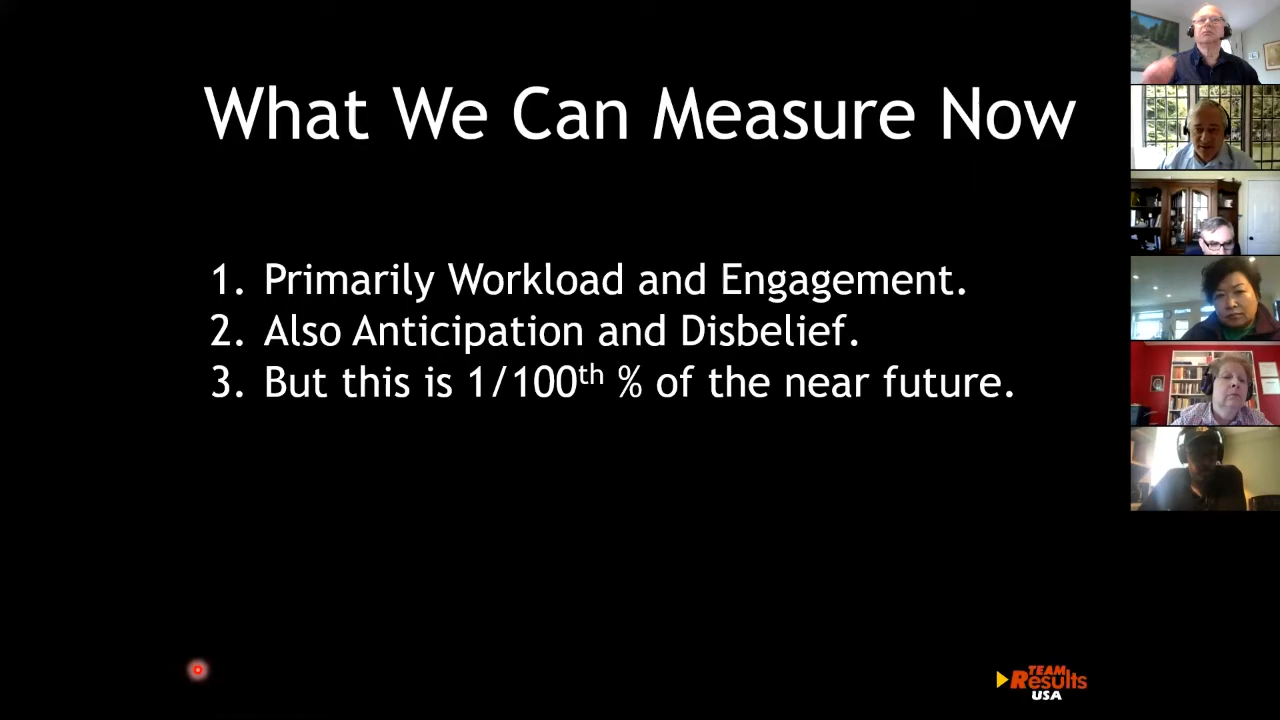 What We Can Measure Now
1. Primarily Workload and Engagement.
2. Also Anticipation and Disbelief.
3. But this is 1/100th % of the near future.
TEAM
Results
USA